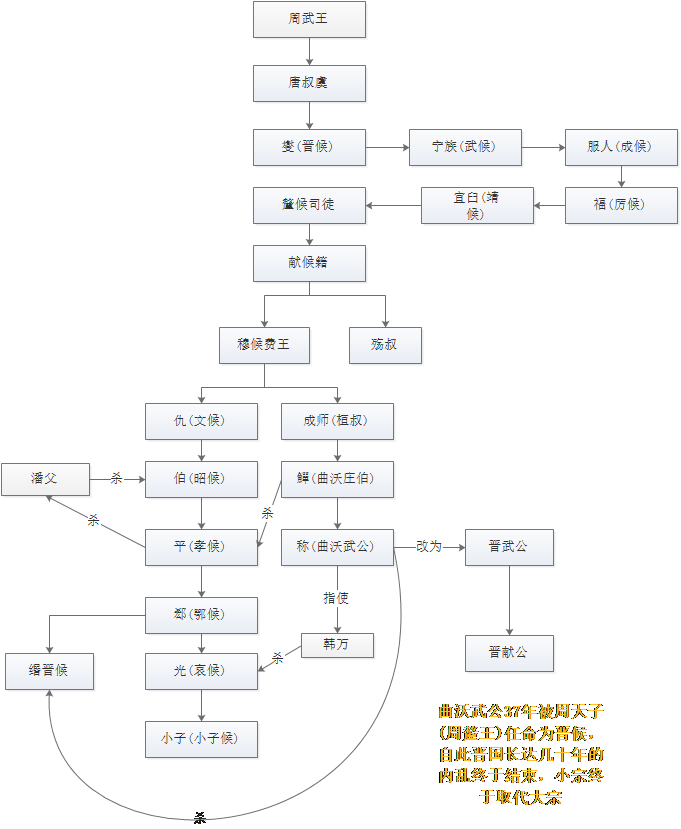 周武王
唐叔虞
燮(晋候)
宁族(武候)
服人(成候)
釐候司徒
宜臼(靖
候)
福(厉候)
献候籍
穆候费王
殇叔
仇(文候)
成师(桓叔)
潘父
杀
伯(昭候)
鱓(曲沃庄伯)
杀
杀
平(孝候)
称(曲沃武公)
改为
晋武公
郄(鄂候)
指使
韩万
晋献公
缗晋候
光(哀候)
杀
小子(小子候)
曲沃武公37年被周天子
(周釐王)任命为晋候，
自此晋国长达几十年的
内乱终于结束，小宗终
于取代大宗
杀